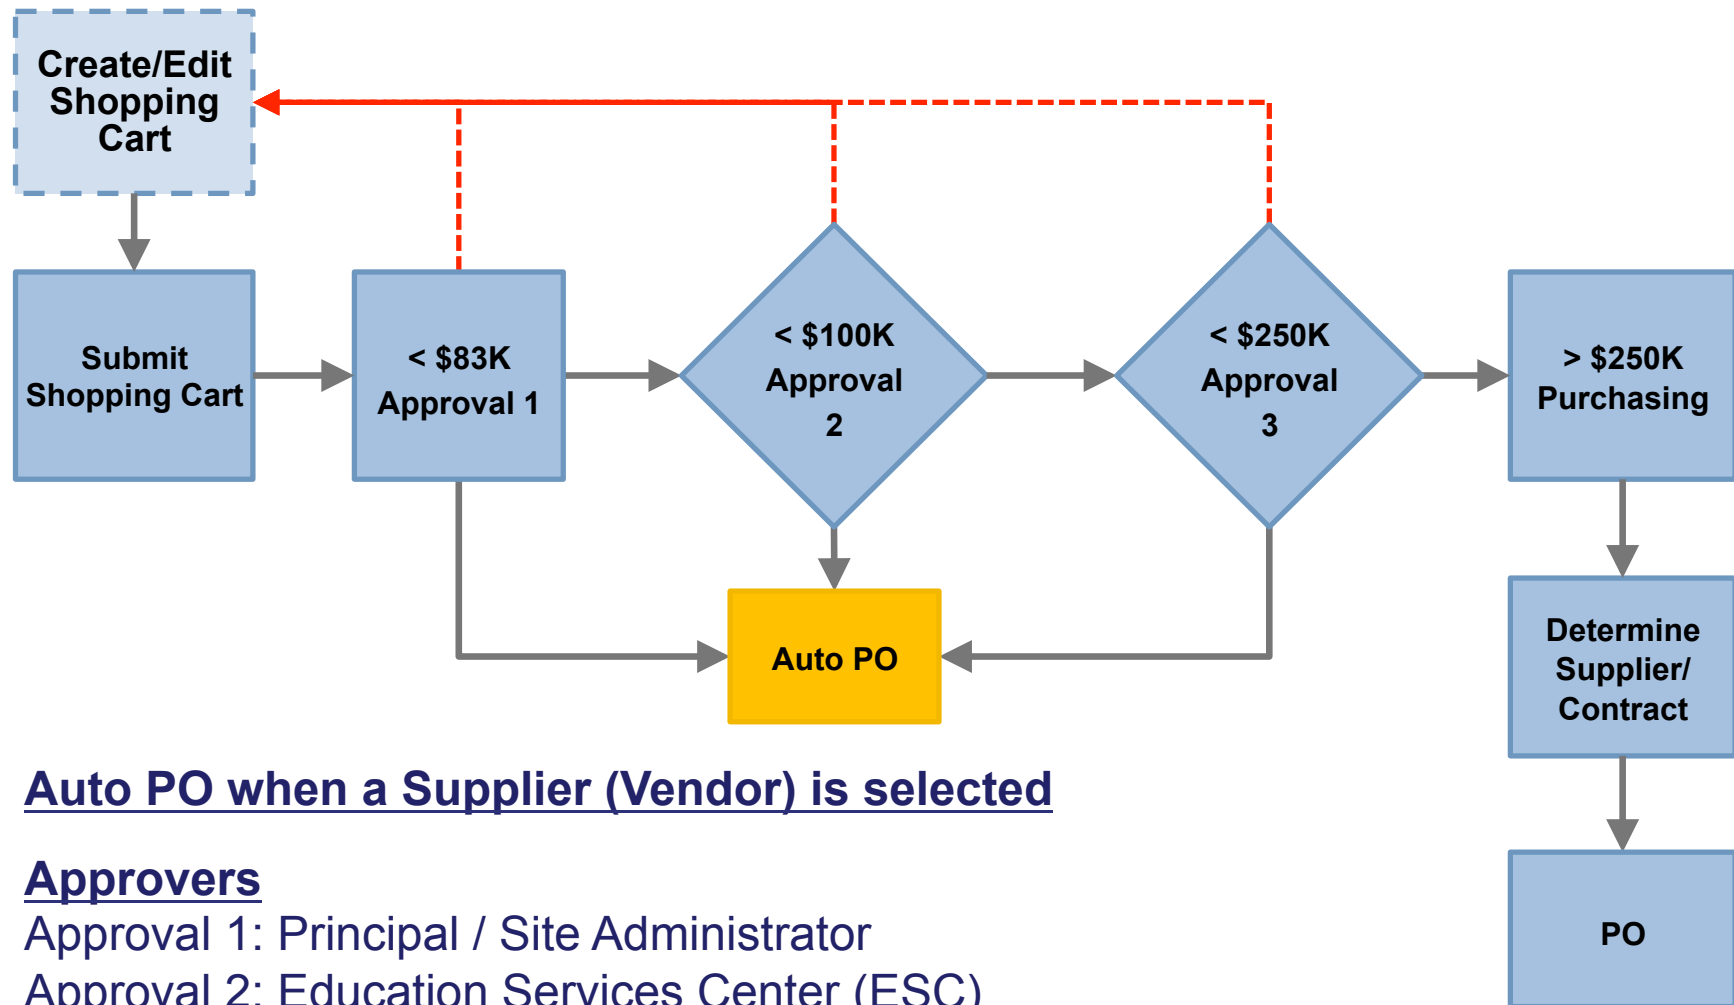 Create/Edit
Shopping
Cart
Submit
Shopping Cart
< $83K
Approval 1
< $100K
Approval
2
< $250K
Approval
3
> $250K
Purchasing
Auto PO
Determine
Supplier/
Contract
PO
Auto PO when a Supplier (Vendor) is selected
Approvers
Approval 1: Principal / Site Administrator
Approval 2: Education Services Center (ESC)